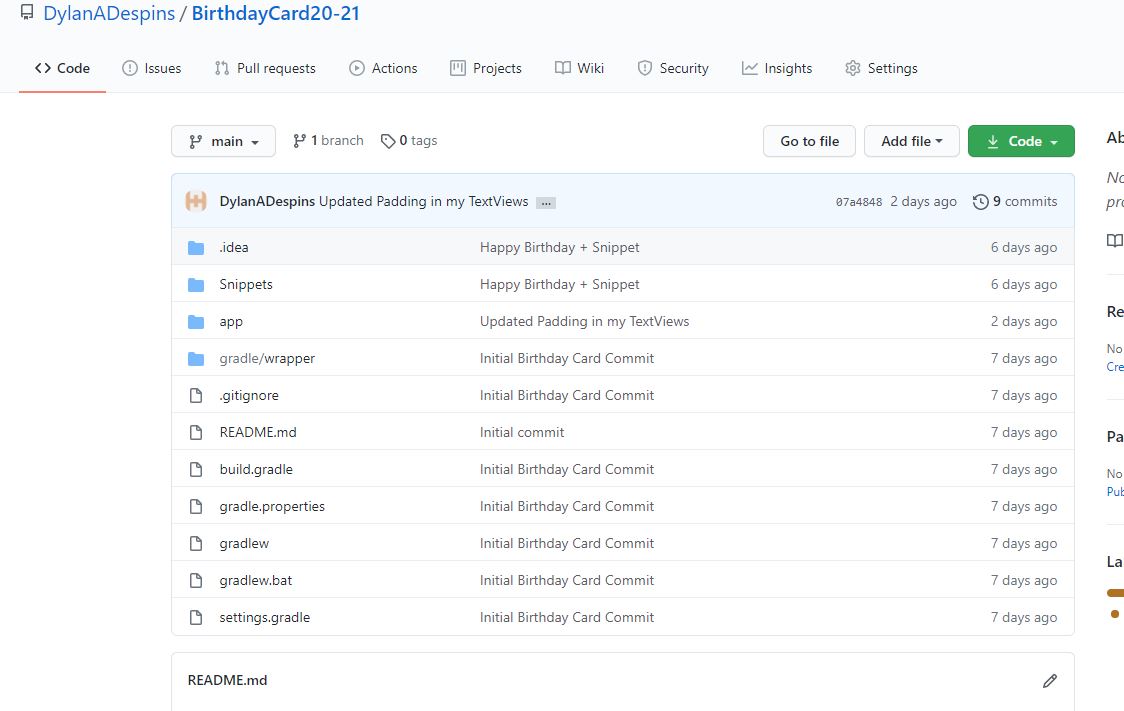 DylanADespins / BirthdayCard20-21
Code Issues Pull requests Actions Projects Wiki Security Insights Settings
main 1 branch 0 tags Go to file Add file Code
DylanADespins Updated Padding in my TextViews ... 07a4848 2 days ago 9 commits
.idea Happy Birthday + Snippet 6 days ago
Snippets Happy Birthday + Snippet 6 days ago
app Updated Padding in my TextViews 2 days ago
gradle/wrapper Initial Birthday Card Commit 7 days ago
.gitignore Initial Birthday Card Commit 7 days ago
README.md Initial commit 7 days ago
build.gradle Initial Birthday Card Commit 7 days ago
gradle.properties Initial Birthday Card Commit 7 days ago
gradlew Initial Birthday Card Commit 7 days ago
gradlew.bat Initial Birthday Card Commit 7 days ago
settings.gradle Initial Birthday Card Commit 7 days ago
README.md
Ab
No
pro
Re
No
Cre
Pa
No
Pub
La